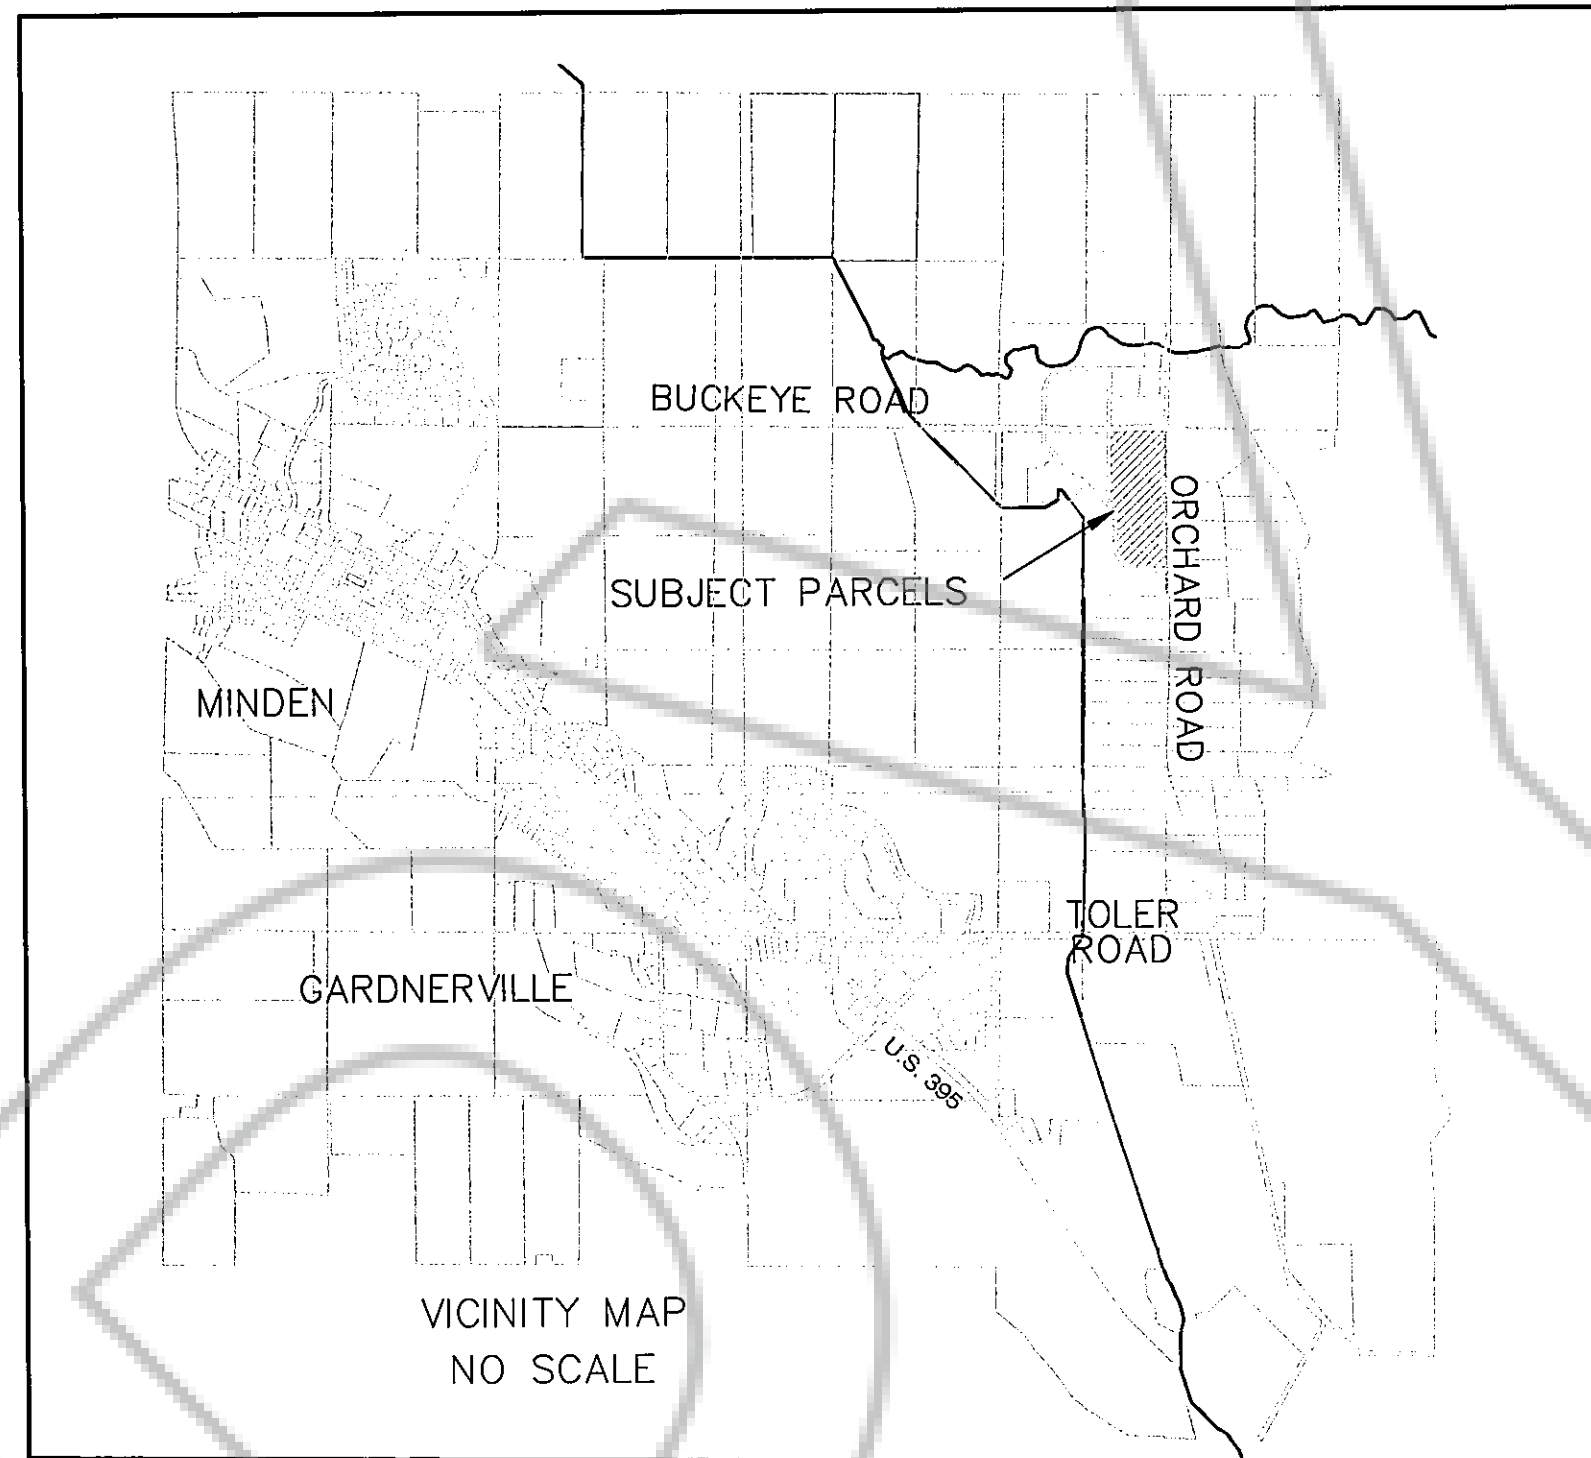 BUCKEYE ROAD
ORCHARD ROAD
SUBJECT PARCELS
MINDEN
TOLER
ROAD
GARDNERVILLE
U.S. 395
VICINITY MAP
NO SCALE